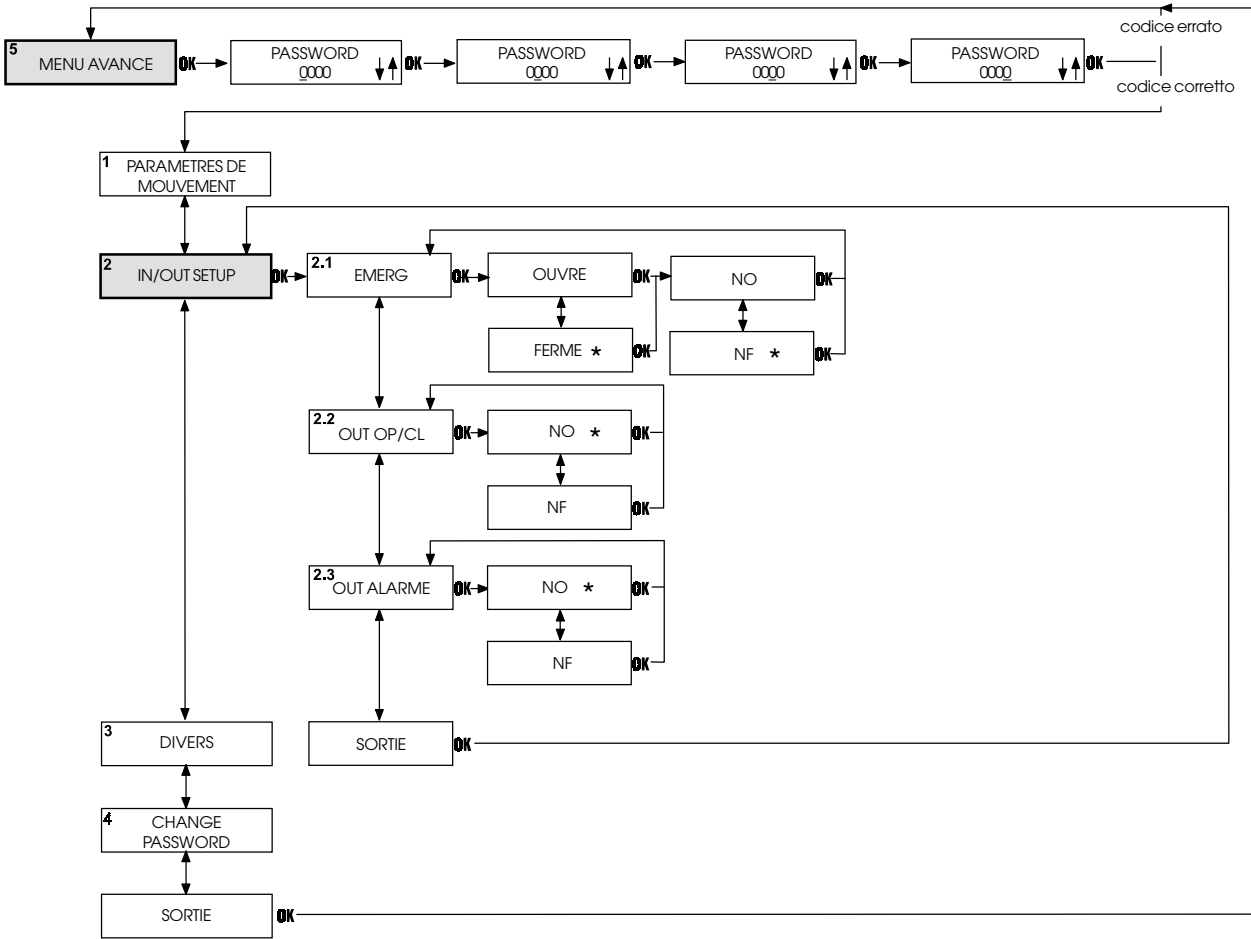 codice errato
5
MENU AVANCE
OK
PASSWORD
0000
OK
PASSWORD
0000
OK
PASSWORD
0000
OK
PASSWORD
0000
OK
codice corretto
1
PARAMETRES DE
MOUVEMENT
2
IN/OUT SETUP
OK
2.1
EMERG
OK
OUVRE
OK
NO
OK
FERME *
OK
NF *
OK
2.2
OUT OP/CL
OK
NO *
OK
NF
OK
2.3
OUT ALARME
OK
NO *
OK
NF
OK
3
DIVERS
SORTIE
OK
4
CHANGE
PASSWORD
SORTIE
OK